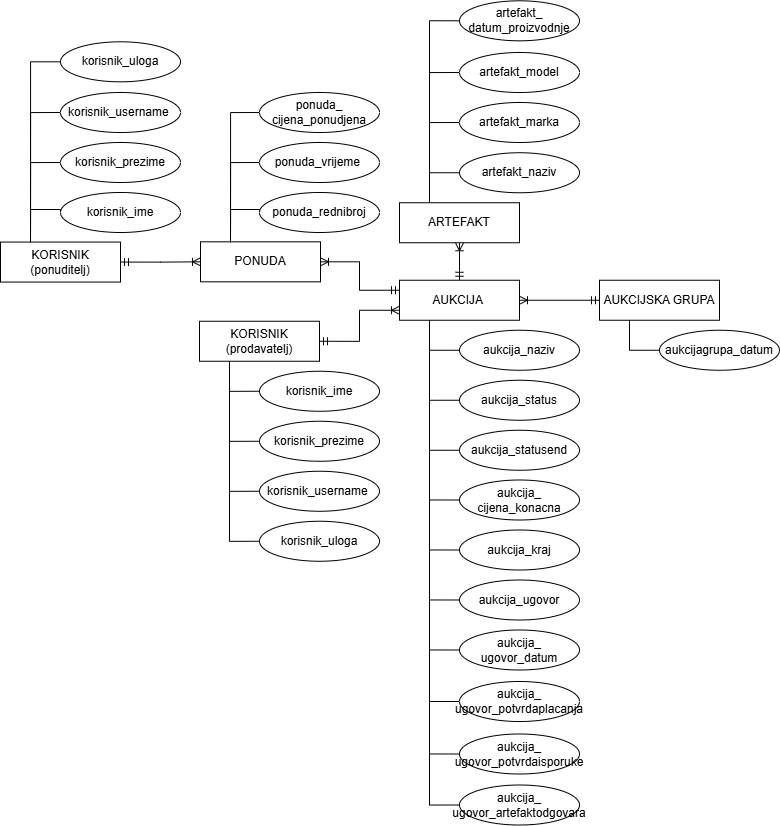 artefakt_
datum_proizvodnje
artefakt_model
artefakt_marka
artefakt_naziv
ARTEFAKT
korisnik_uloga
korisnik_username
korisnik_prezime
korisnik_ime
KORISNIK
(ponuditelj)
ponuda_
cijena_ponudjena
ponuda_vrijeme
ponuda_rednibroj
PONUDA
AUKCIJA
AUKCIJSKA GRUPA
aukcijagrupa_datum
KORISNIK
(prodavatelj)
korisnik_ime
korisnik_prezime
korisnik_username
korisnik_uloga
aukcija_naziv
aukcija_status
aukcija_statusend
aukcija_
cijena_konacna
aukcija_kraj
aukcija_ugovor
aukcija_
ugovor_datum
aukcija_
ugovor_potvrdaplacanja
aukcija_
ugovor_potvrdaisporuke
aukcija_
ugovor_artefaktodgovara